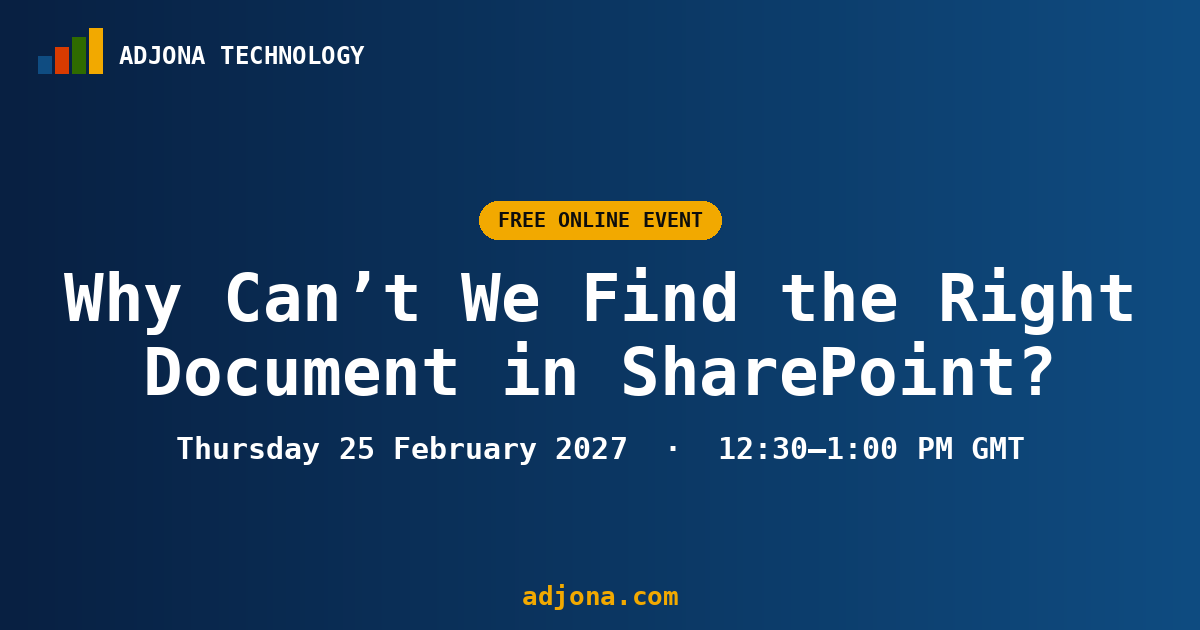 ADJONA TECHNOLOGY
FREE ONLINE EVENT
Why Can’t We Find the Right
Document in SharePoint?
Thursday 25 February 2027 · 12:30–1:00 PM GMT
adjona.com